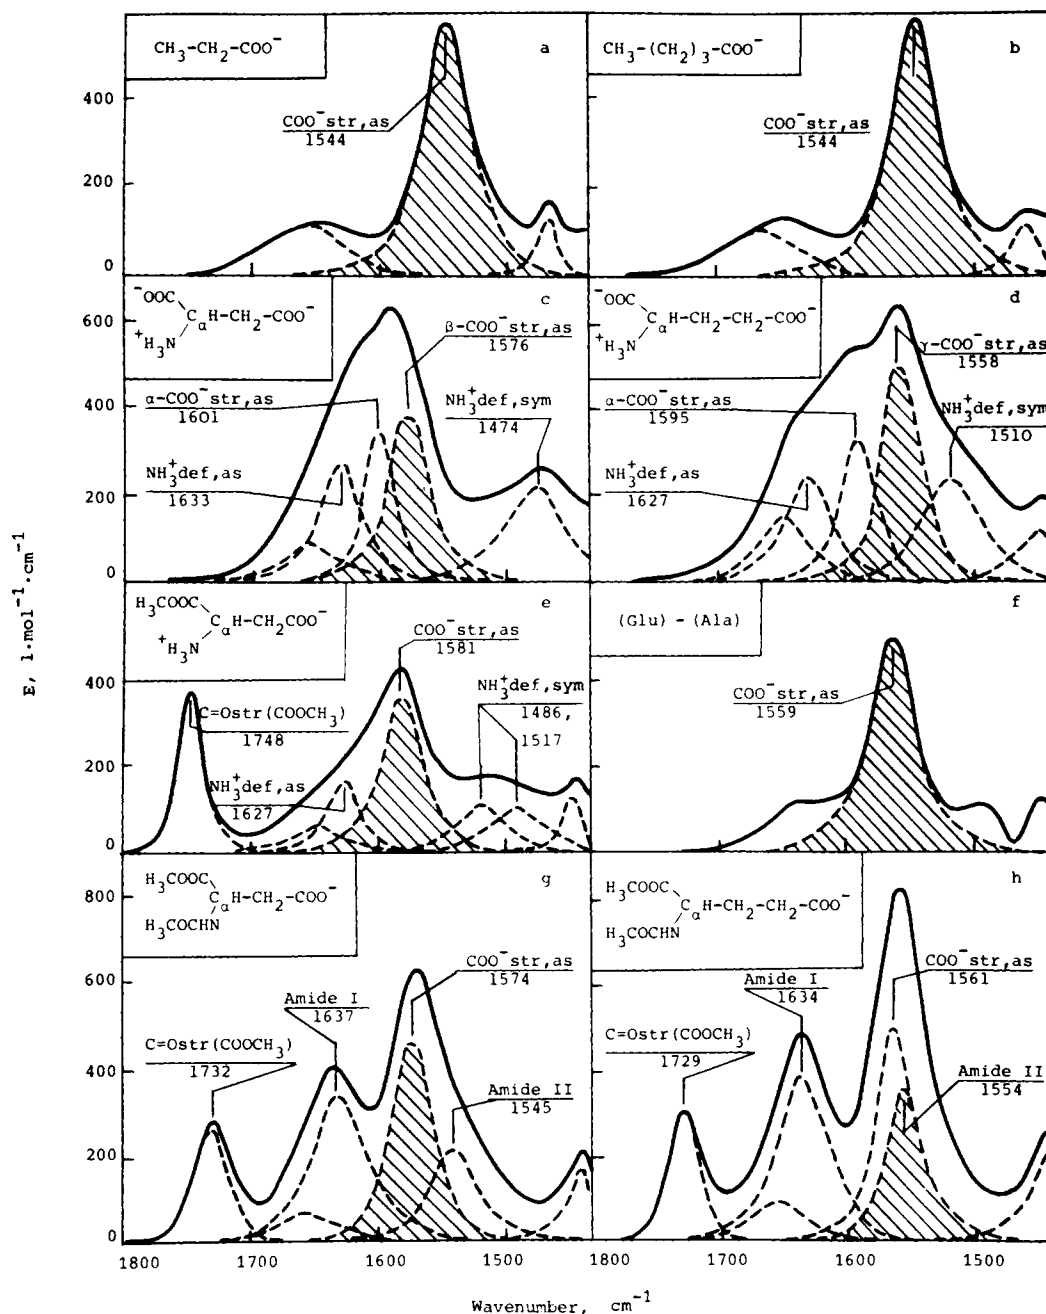 CH3-CH2-COO-
a
COO-str,as
1544
400
200
0
CH3-(CH2)3-COO-
b
COO-str,as
1544
-OOC
CαH-CH2-COO-
+H3N
c
β-COO-str,as
1576
α-COO-str,as
1601
NH3+def,sym
1474
NH3+def,as
1633
600
400
200
0
-OOC
CαH-CH2-CH2-COO-
+H3N
d
γ-COO-str,as
1558
α-COO-str,as
1595
NH3+def,sym
1510
NH3+def,as
1627
E, l·mol-1·cm-1
H3COOC
CαH-CH2COO-
+H3N
e
COO-str,as
1581
NH3+def,sym
1486,
1517
C=Ostr(COOCH3)
1748
NH3+def,as
1627
400
200
0
(Glu)-(Ala)
f
COO-str,as
1559
H3COOC
CαH-CH2-COO-
H3COCHN
g
COO-str,as
1574
Amide I
1637
C=Ostr(COOCH3)
1732
Amide II
1545
800
600
400
200
0
H3COOC
CαH-CH2-CH2-COO-
H3COCHN
h
COO-str,as
1561
Amide I
1634
C=Ostr(COOCH3)
1729
Amide II
1554
1800 1700 1600 1500 1800 1700 1600 1500
Wavenumber, cm-1